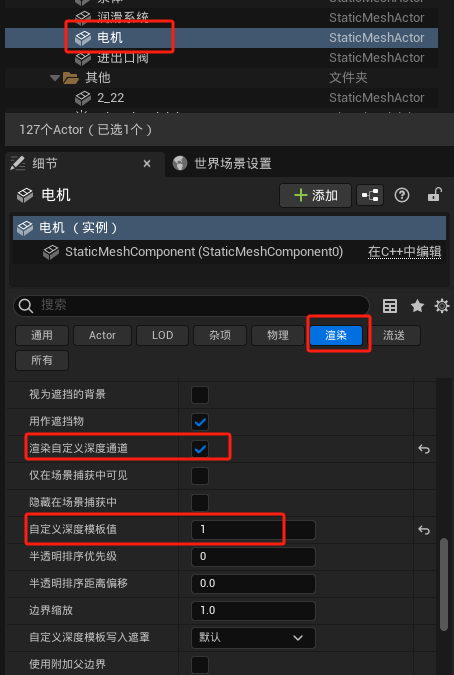 润滑系统 StaticMeshActor
电机 StaticMeshActor
进出口阀 StaticMeshActor
其他 文件夹
2_22 StaticMeshActor
127个Actor（已选1个）
细节 × 世界场景设置
电机 + 添加
电机 （实例）
StaticMeshComponent (StaticMeshComponent0) 在C++中编辑
搜索
通用 Actor LOD 杂项 物理 渲染 流送
所有
视为遮挡的背景
用作遮挡物
渲染自定义深度通道
仅在场景捕获中可见
隐藏在场景捕获中
自定义深度模板值 1
半透明排序优先级 0
半透明排序距离偏移 0.0
边界缩放 1.0
自定义深度模板写入遮罩 默认
使用附加父边界